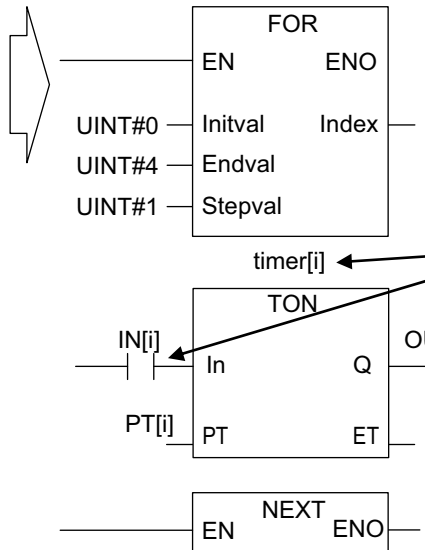 FOR
EN ENO
UINT#0 Initval Index
UINT#4 Endval
UINT#1 Stepval
timer[i]
TON
IN[i] In Q
PT[i] PT ET
NEXT
EN ENO